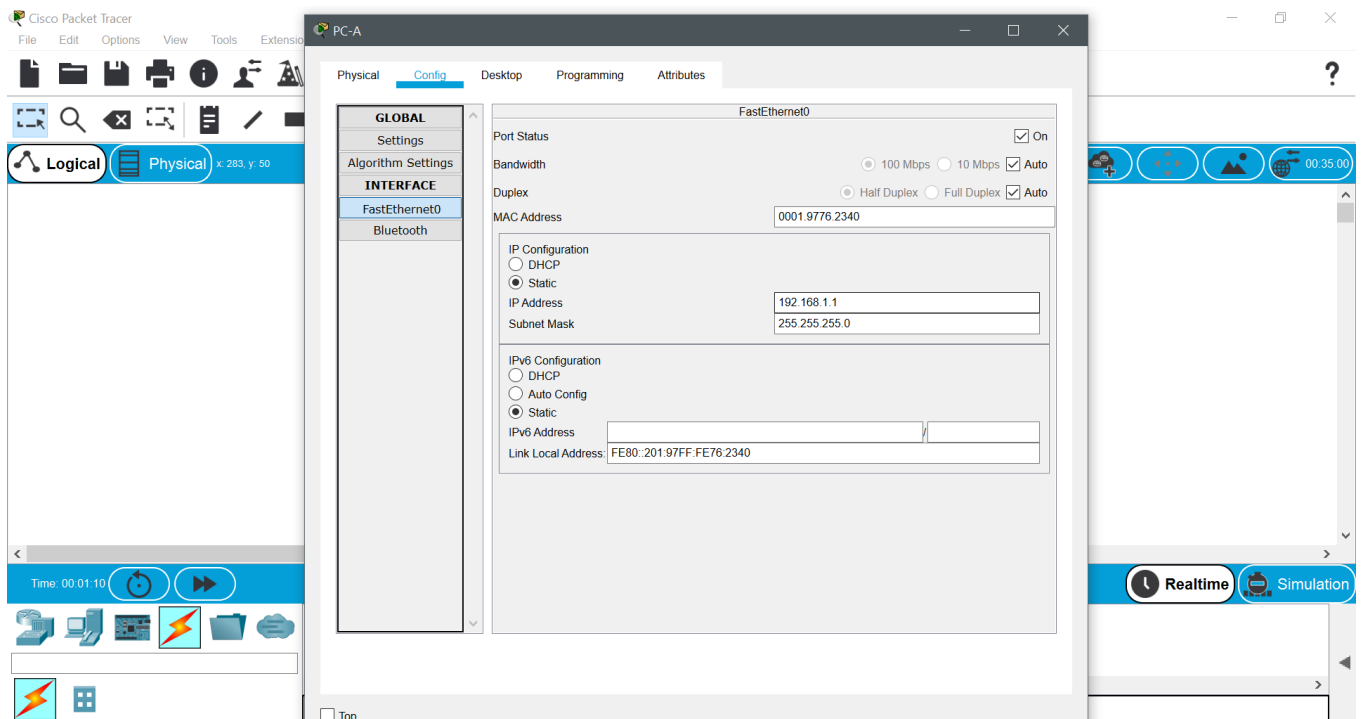 Cisco Packet Tracer
File Edit Options View Tools Extensio
PC-A
Physical Config Desktop Programming Attributes
?
Logical Physical x: 283, y: 50
00:35:00
GLOBAL
Settings
Algorithm Settings
INTERFACE
FastEthernet0
Bluetooth
FastEthernet0
Port Status On
Bandwidth 100 Mbps 10 Mbps Auto
Duplex Half Duplex Full Duplex Auto
MAC Address 0001.9776.2340
IP Configuration
DHCP
Static
IP Address 192.168.1.1
Subnet Mask 255.255.255.0
IPv6 Configuration
DHCP
Auto Config
Static
IPv6 Address /
Link Local Address: FE80::201:97FF:FE76:2340
Time: 00:01:10
Realtime Simulation
Top